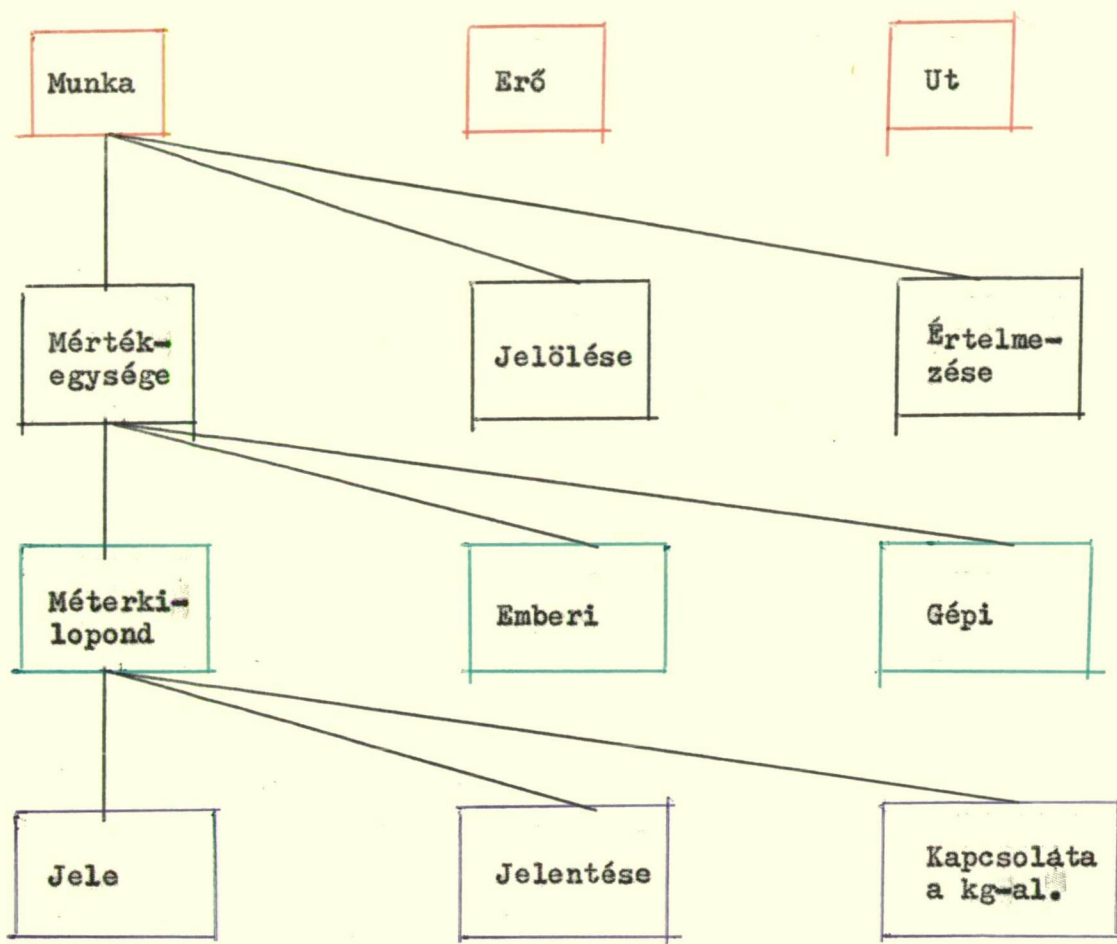 Munka
Erő
Ut
Mérték-
egysége
Jelölése
Értelme-
zése
Méterki-
lopond
Emberi
Gépi
Jele
Jelentése
Kapcsolata
a kg-al.